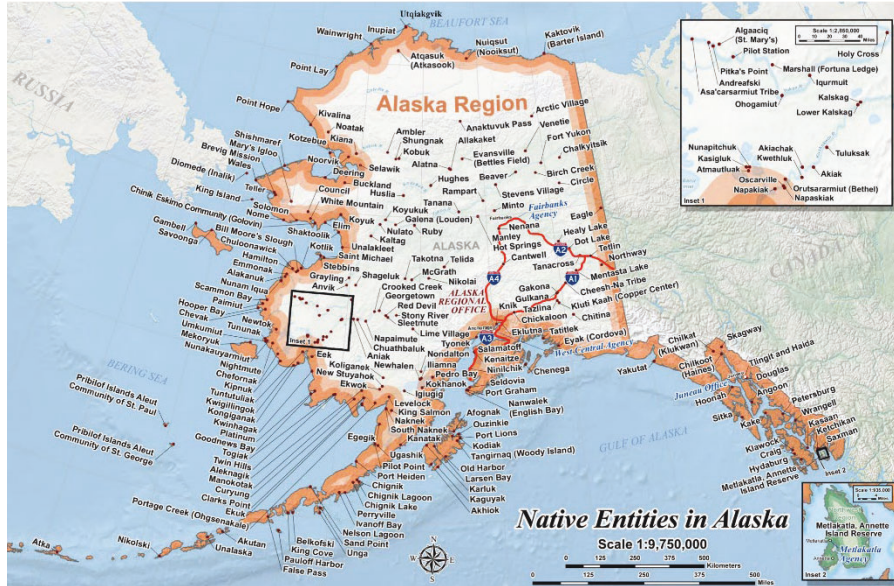 Utqiakgvik
BEAUFORT SEA
Wainwright
Inupiat
Kaktovik
(Barter Island)
Nuiqsut
(Nooiksut)
Atqasuk
(Atkasook)
Point Lay
RUSSIA
Alaska Region
Point Hope
Arctic Village
Kivalina
Anaktuvuk Pass
Venetie
Noatak
Kotzebue
Kiana
Ambler
Shungnak
Kobuk
Allakaket
Alatna
Evansville
(Bettles Field)
Fort Yukon
Chalkyitsik
Shishmaref
Mary's Igloo
Brevig Mission
Wales
Diomede (Inalik)
Noorvik
Selawik
Deering
Buckland
Hughes
Beaver
Birch Creek
Circle
Huslia
Rampart
Stevens Village
Teller
King Island
Council
White Mountain
Solomon
Nome
Chinik Eskimo Community (Golovin)
Koyuk
Koyukuk
Tanana
Minto
Elim
Galena (Louden)
Fairbanks
Fairbanks
Agency
Eagle
Gambell
Savoonga
Shaktoolik
Nulato
Ruby
Nenana
Manley
Hot Springs
Healy Lake
Dot Lake
Bill Moore's Slough
Chuloonawick
Kotlik
Unalakleet
Kaltag
ALASKA
Cantwell
A2
Tetlin
Hamilton
Saint Michael
Northway
Emmonak
Stebbins
Takotna
Telida
Tanacross
Alakanuk
Grayling
Shageluk
McGrath
Mentasta Lake
Nunam Iqua
Anvik
Nikolai
A4
A1
Cheesh-Na Tribe
Scammon Bay
Crooked Creek
Georgetown
ALASKA
REGIONAL
OFFICE
Gakona
Gulkana
Kluti Kaah (Copper Center)
Paimiut
Red Devil
Tazlina
Hooper Bay
Stony River
Knik
Chickaloon
Chitina
Chevak
Newtok
Sleetmute
Umkumiut
Tununak
Inset 1
Napaimute
Lime Village
Anchorage
Eklutna
Tatitlek
Mekoryuk
Chuathbaluk
Tyonek
A3
Eyak (Cordova)
Nunakauyarmiut
Eek
Aniak
Nondalton
Salamatoff
West-Central Agency
Nightmute
Koliganek
Newhalen
Iliamna
Kenaitze
Chefornak
New Stuyahok
Pedro Bay
Ninilchik
Chenega
Kipnuk
Ekwok
Kokhanok
Seldovia
Tuntutuliak
Igiugig
Port Graham
Kwigillingok
Levelock
Nanwalek
(English Bay)
Kongiganak
King Salmon
Afognak
Kwinhagak
Naknek
Ouzinkie
Platinum
South Naknek
Port Lions
Goodnews Bay
Egegik
Kanatak
Kodiak
Togiak
Tangirnaq (Woody Island)
Twin Hills
Ugashik
Old Harbor
Aleknagik
Pilot Point
Larsen Bay
Manokotak
Port Heiden
Karluk
Curyung
Chignik
Kaguyak
Clarks Point
Chignik Lagoon
Akhiok
Ekuk
Chignik Lake
Portage Creek (Ohgsenakale)
Perryville
Ivanoff Bay
Nelson Lagoon
Sand Point
Unga
Belkofski
King Cove
Pauloff Harbor
False Pass
Akutan
Unalaska
Nikolski
Atka
BERING SEA
Pribilof Islands Aleut
Community of St. Paul
Pribilof Islands Aleut
Community of St. George
GULF OF ALASKA
CANADA
Yakutat
Chilkat
(Klukwan)
Skagway
Chilkoot
(Haines)
Tlingit and Haida
Juneau Office
Douglas
Hoonah
Angoon
Sitka
Petersburg
Kake
Wrangell
Kasaan
Klawock
Ketchikan
Craig
Saxman
Hydaburg
Metlakatla, Annette
Island Reserve
Inset 2
Native Entities in Alaska
Scale 1:9,750,000
Kilometers
Miles
Scale 1:2,850,000
Miles
Algaaciq
(St. Mary's)
Pilot Station
Holy Cross
Pitka's Point
Marshall (Fortuna Ledge)
Andreafski
Iqurmuit
Asa'carsarmiut Tribe
Ohogamiut
Kalskag
Lower Kalskag
Nunapitchuk
Akiachak
Kasigluk
Kwethluk
Tuluksak
Atmautluak
Oscarville
Akiak
Napakiak
Orutsararmiut (Bethel)
Napaskiak
Inset 1
Metlakatla, Annette
Island Reserve
Metlakatla
Agency
Inset 2